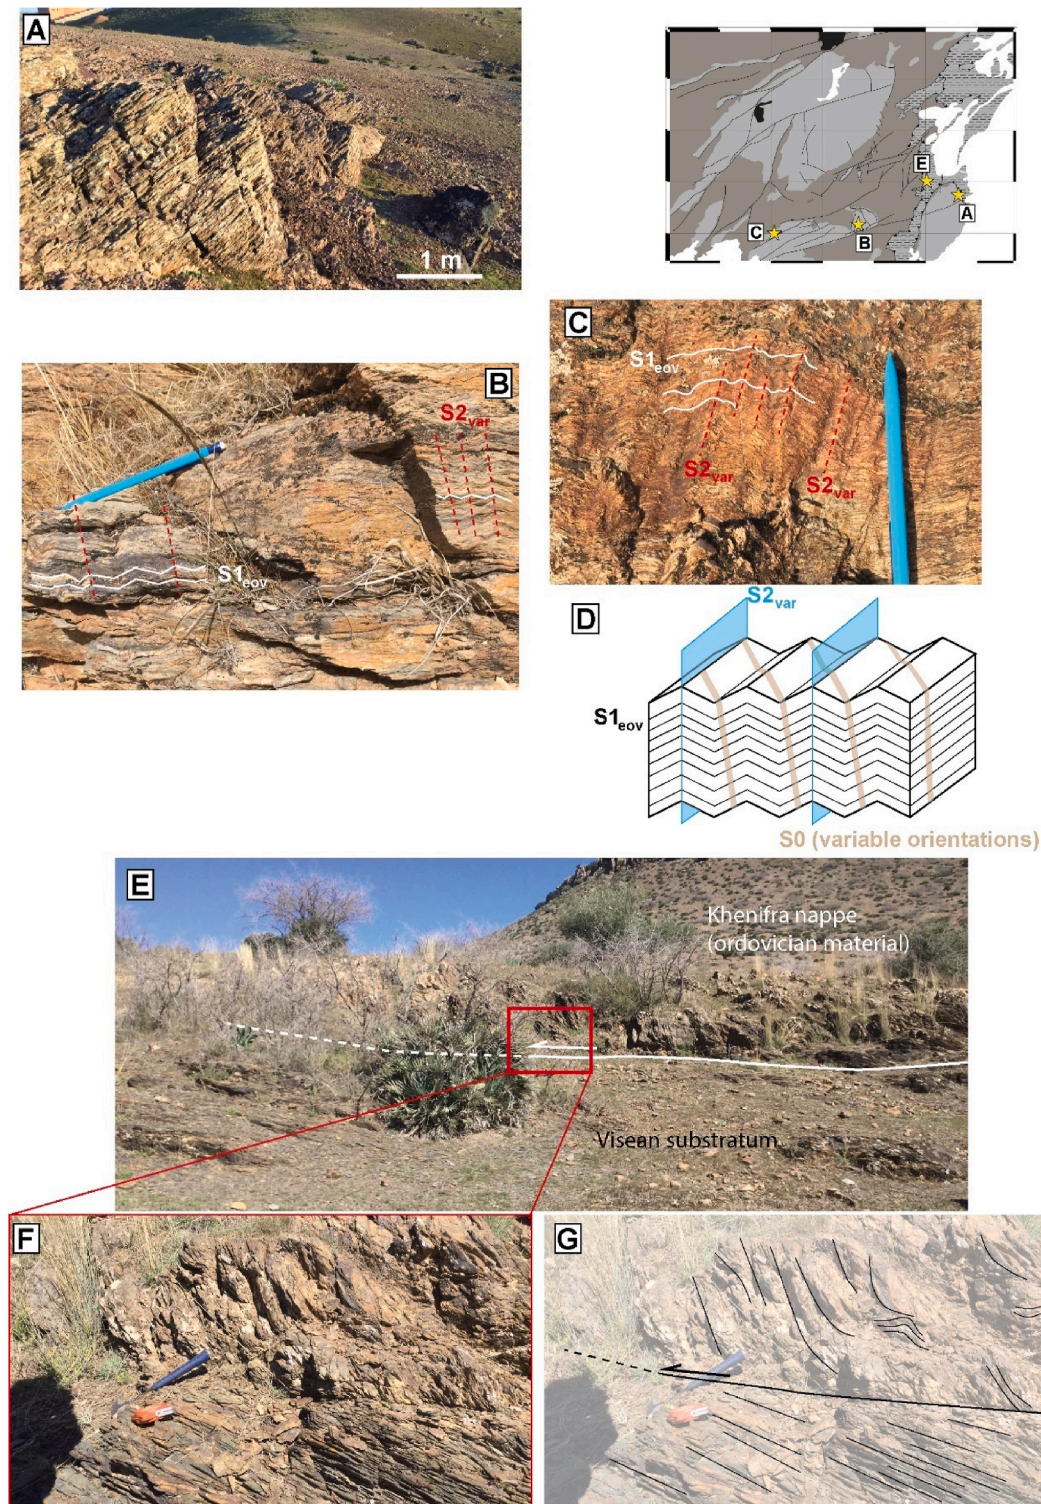 A
1 m
E
A
B
C
B
S2var
S1eov
C
S1eov
S2var
S2var
D
S2var
S1eov
S0 (variable orientations)
E
Khenifra nappe
(ordovician material)
Visean substratum
F
G